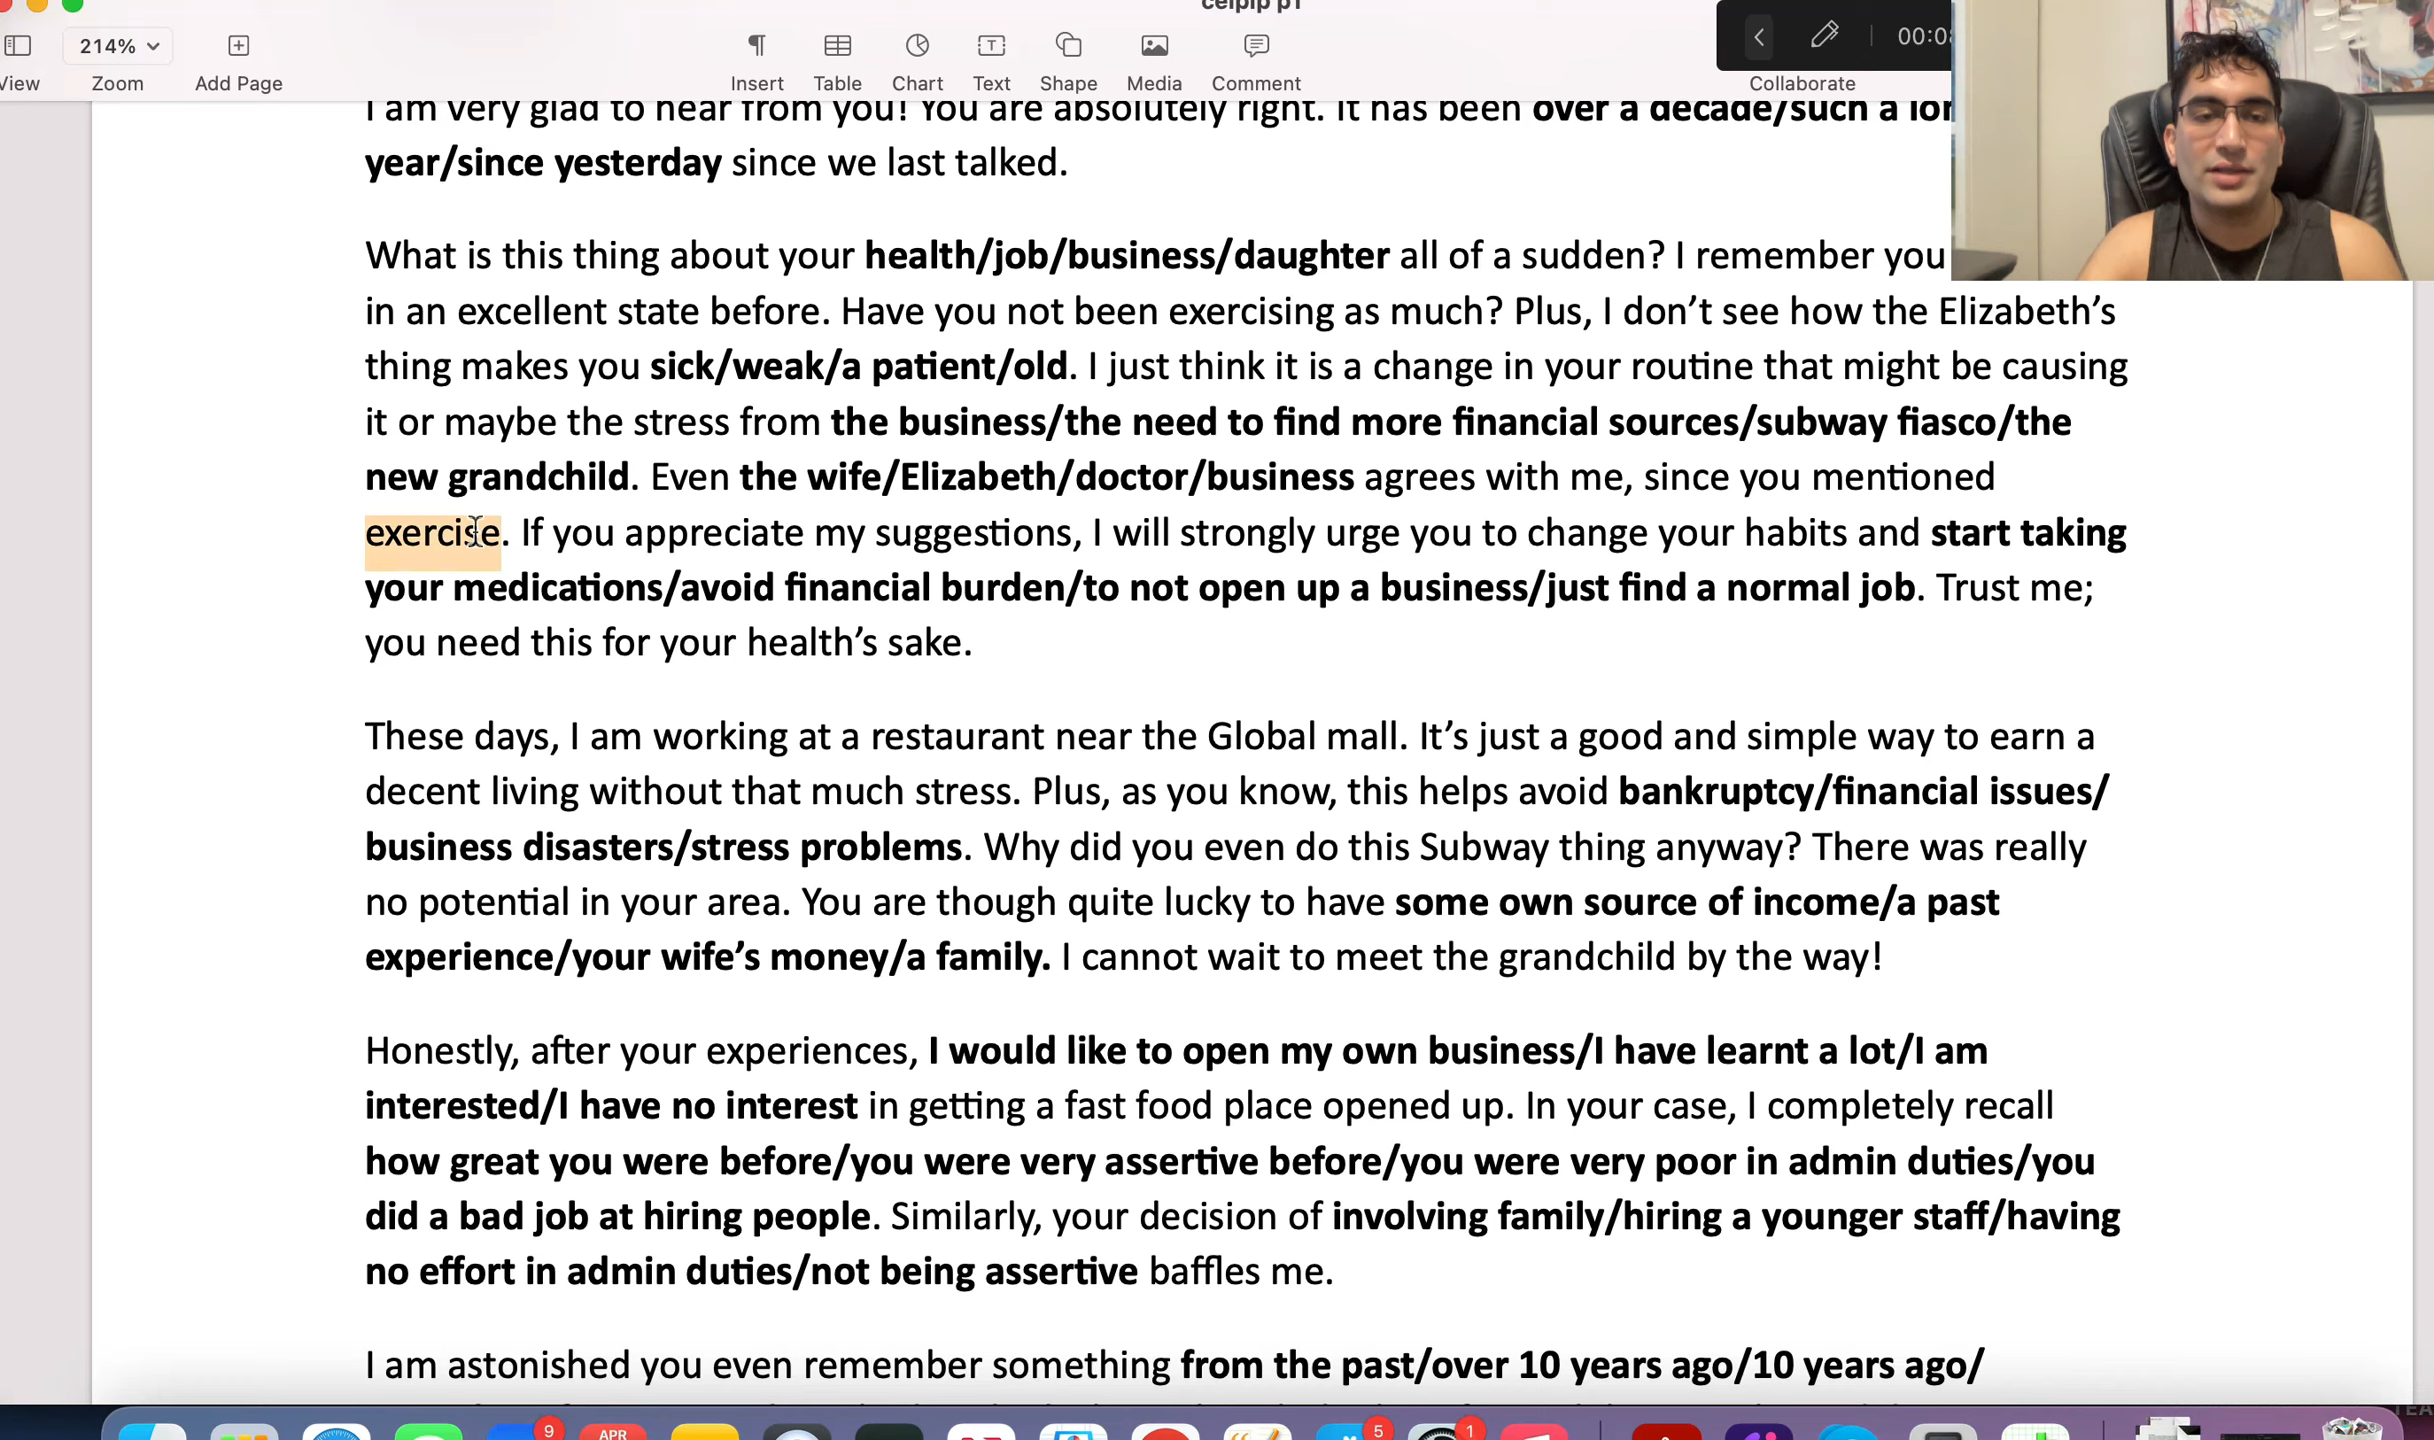 celpip p1
214%
View
Zoom
Add Page
Insert
Table
Chart
Text
Shape
Media
Comment
Collaborate
I am very glad to hear from you! You are absolutely right. It has been over a decade/such a
year/since yesterday since we last talked.
What is this thing about your health/job/business/daughter all of a sudden? I remember you
in an excellent state before. Have you not been exercising as much? Plus, I don’t see how the Elizabeth’s
thing makes you sick/weak/a patient/old. I just think it is a change in your routine that might be causing
it or maybe the stress from the business/the need to find more financial sources/subway fiasco/the
new grandchild. Even the wife/Elizabeth/doctor/business agrees with me, since you mentioned
exercise. If you appreciate my suggestions, I will strongly urge you to change your habits and start taking
your medications/avoid financial burden/to not open up a business/just find a normal job. Trust me;
you need this for your health’s sake.
These days, I am working at a restaurant near the Global mall. It’s just a good and simple way to earn a
decent living without that much stress. Plus, as you know, this helps avoid bankruptcy/financial issues/
business disasters/stress problems. Why did you even do this Subway thing anyway? There was really
no potential in your area. You are though quite lucky to have some own source of income/a past
experience/your wife’s money/a family. I cannot wait to meet the grandchild by the way!
Honestly, after your experiences, I would like to open my own business/I have learnt a lot/I am
interested/I have no interest in getting a fast food place opened up. In your case, I completely recall
how great you were before/you were very assertive before/you were very poor in admin duties/you
did a bad job at hiring people. Similarly, your decision of involving family/hiring a younger staff/having
no effort in admin duties/not being assertive baffles me.
I am astonished you even remember something from the past/over 10 years ago/10 years ago/
9
APR
5
1